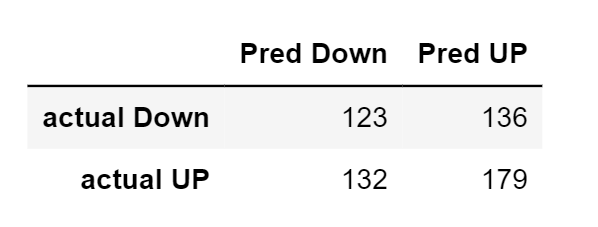 Pred Down Pred UP
actual Down 123 136
actual UP 132 179